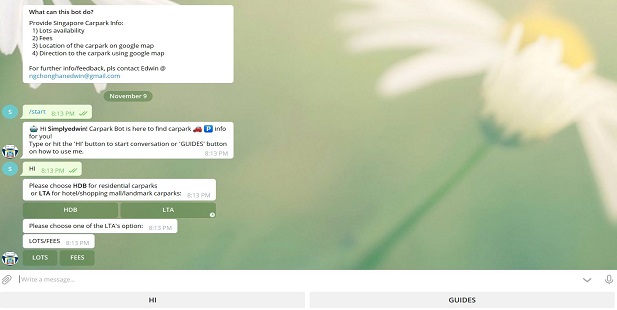 What can this bot do?
Provide Singapore Carpark Info:
1) Lots availability
2) Fees
3) Location of the carpark on google map
4) Direction to the carpark using google map
For further info/feedback, pls contact Edwin @
ngchonghanedwin@gmail.com
November 9
S
/start 8:13 PM
Hi Simplyedwin! Carpark Bot is here to find carpark P info
for you!
Type or hit the 'HI' button to start conversation or 'GUIDES' button
on how to use me. 8:13 PM
S
HI 8:13 PM
Please choose HDB for residential carparks
or LTA for hotel/shopping mall/landmark carparks: 8:13 PM
HDB LTA
Please choose one of the LTA's option: 8:13 PM
LOTS/FEES 8:13 PM
LOTS FEES
Write a message...
HI GUIDES